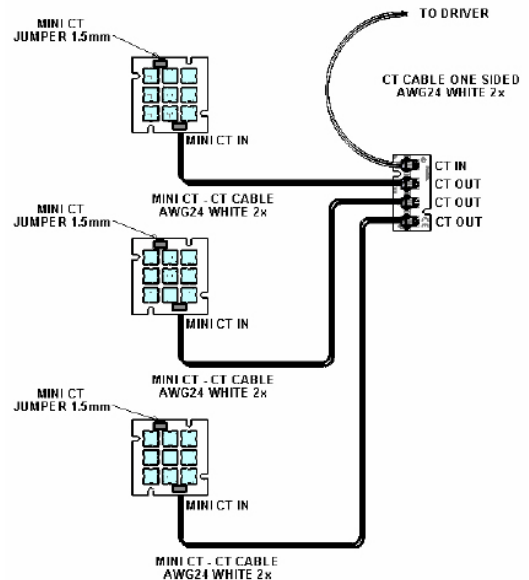 TO DRIVER
MINI CT
JUMPER 1.5mm
CT CABLE ONE SIDED
AWG24 WHITE 2x
MINI CT IN
CT IN
CT OUT
CT OUT
CT OUT
MINI CT - CT CABLE
AWG24 WHITE 2x
MINI CT
JUMPER 1.5mm
MINI CT IN
MINI CT - CT CABLE
AWG24 WHITE 2x
MINI CT
JUMPER 1.5mm
MINI CT IN
MINI CT - CT CABLE
AWG24 WHITE 2x